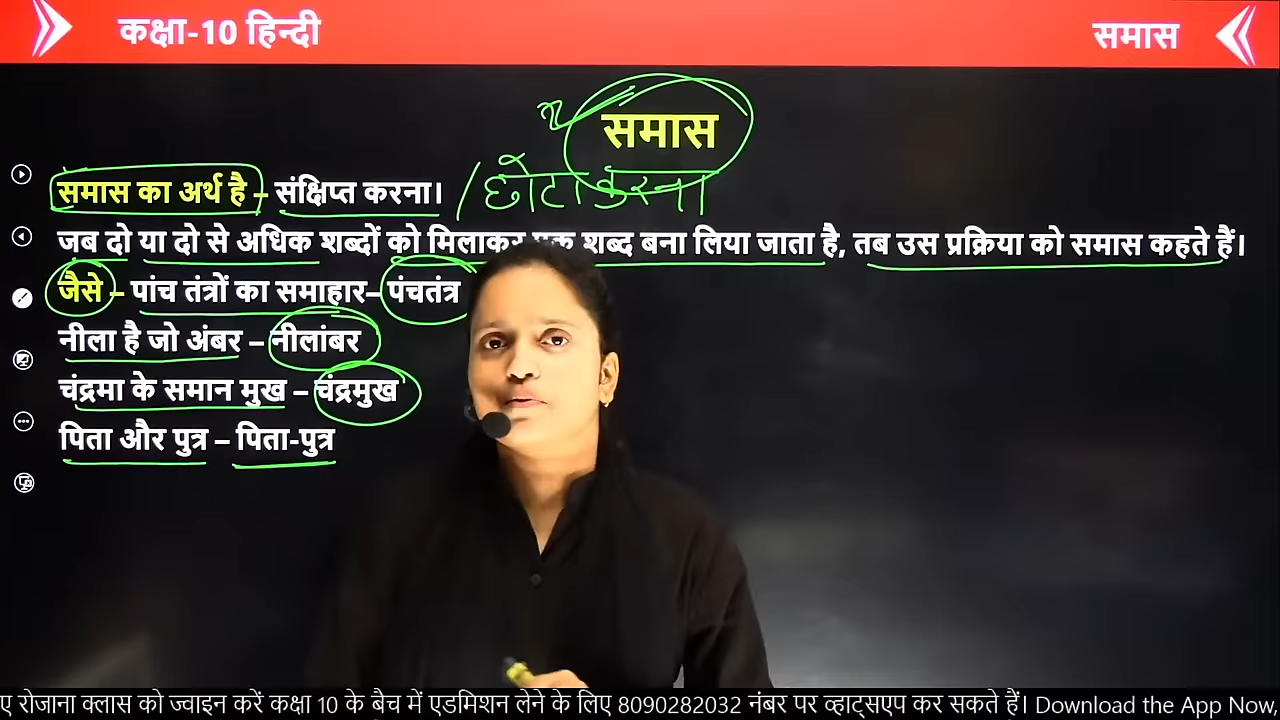 कक्षा-10 हिन्दी
समास
समास
समास का अर्थ है – संक्षिप्त करना। / छोटा करना
जब दो या दो से अधिक शब्दों को मिलाकर एक शब्द बना लिया जाता है, तब उस प्रक्रिया को समास कहते हैं।
जैसे – पांच तंत्रों का समाहार– पंचतंत्र
नीला है जो अंबर – नीलांबर
चंद्रमा के समान मुख – चंद्रमुख
पिता और पुत्र – पिता-पुत्र
ए रोजाना क्लास को ज्वाइन करें कक्षा 10 के बैच में एडमिशन लेने के लिए 8090282032 नंबर पर व्हाट्सएप कर सकते हैं। Download the App Now,